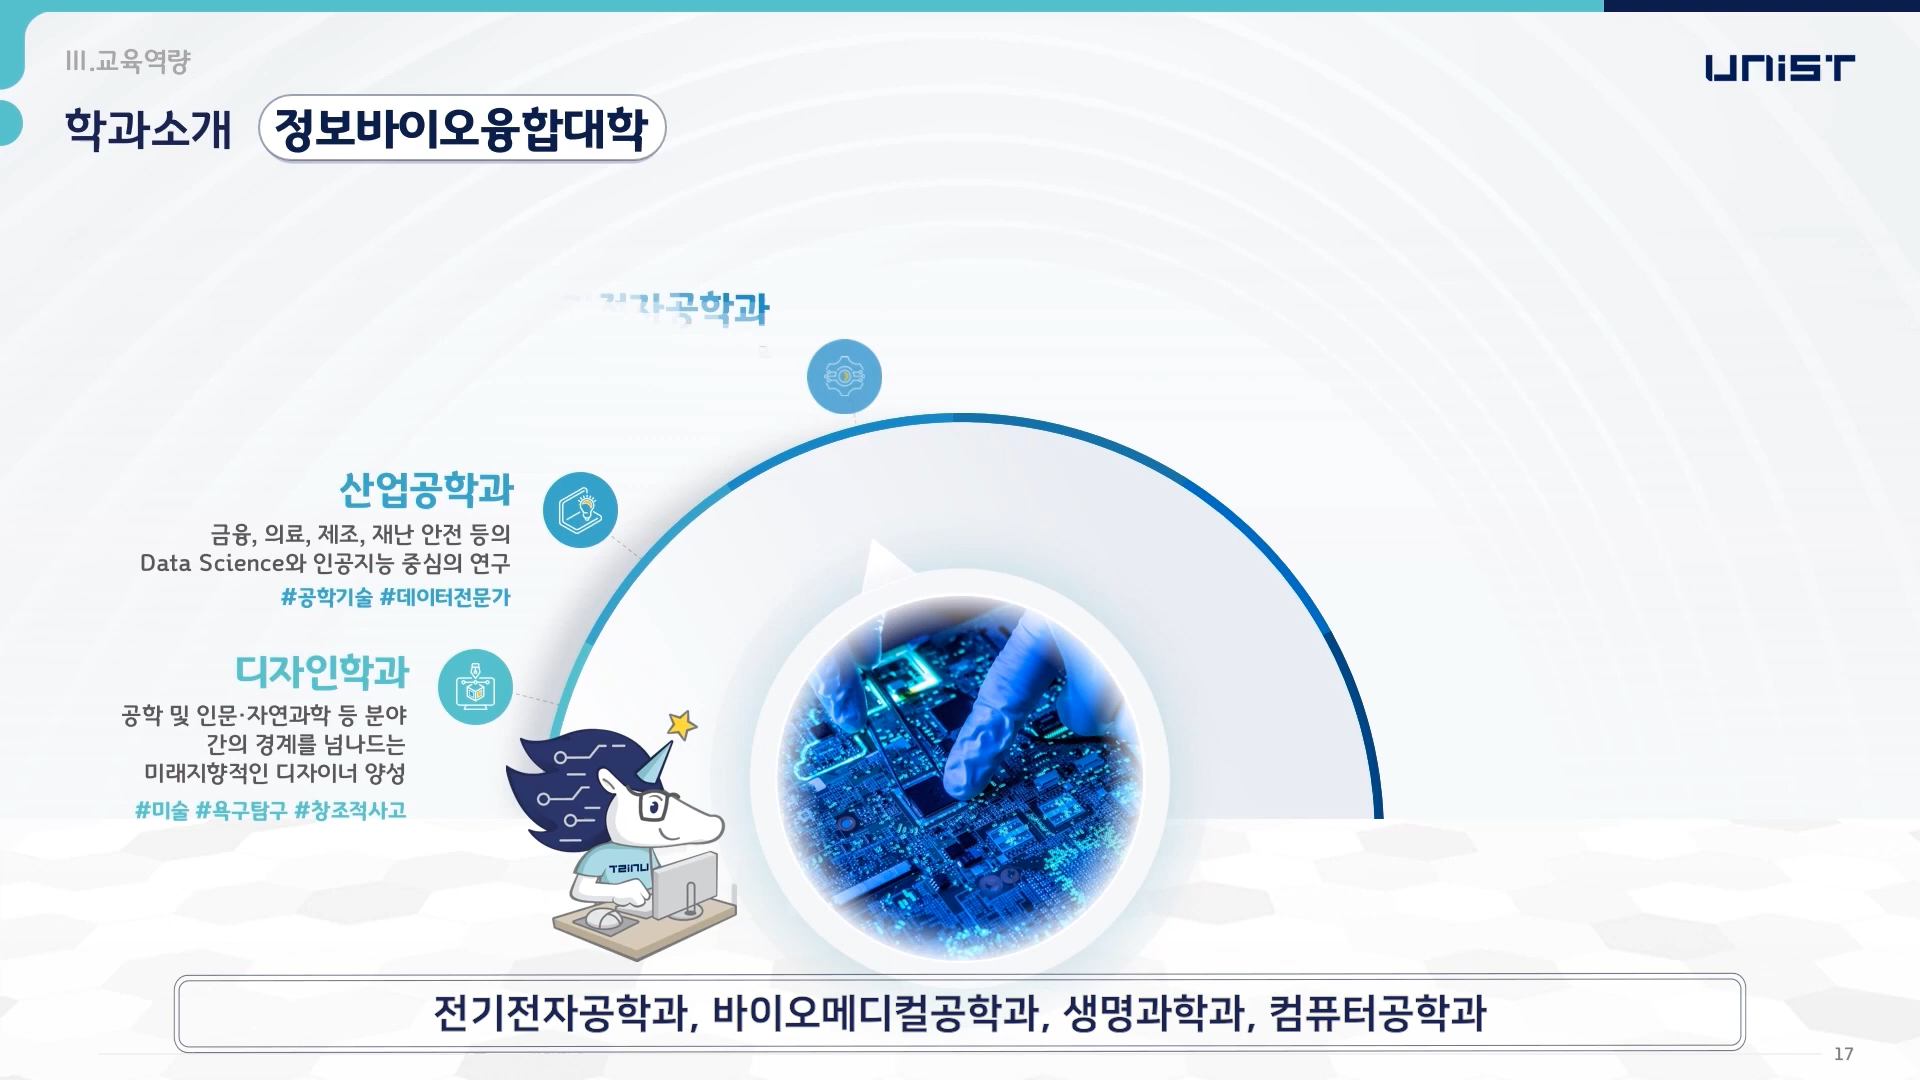 III.교육역량
UNIST
학과소개 정보바이오융합대학
전자공학과
산업공학과
금융, 의료, 제조, 재난 안전 등의
Data Science와 인공지능 중심의 연구
#공학기술 #데이터전문가
디자인학과
공학 및 인문·자연과학 등 분야
간의 경계를 넘나드는
미래지향적인 디자이너 양성
#미술 #욕구탐구 #창조적사고
전기전자공학과, 바이오메디컬공학과, 생명과학과, 컴퓨터공학과
17